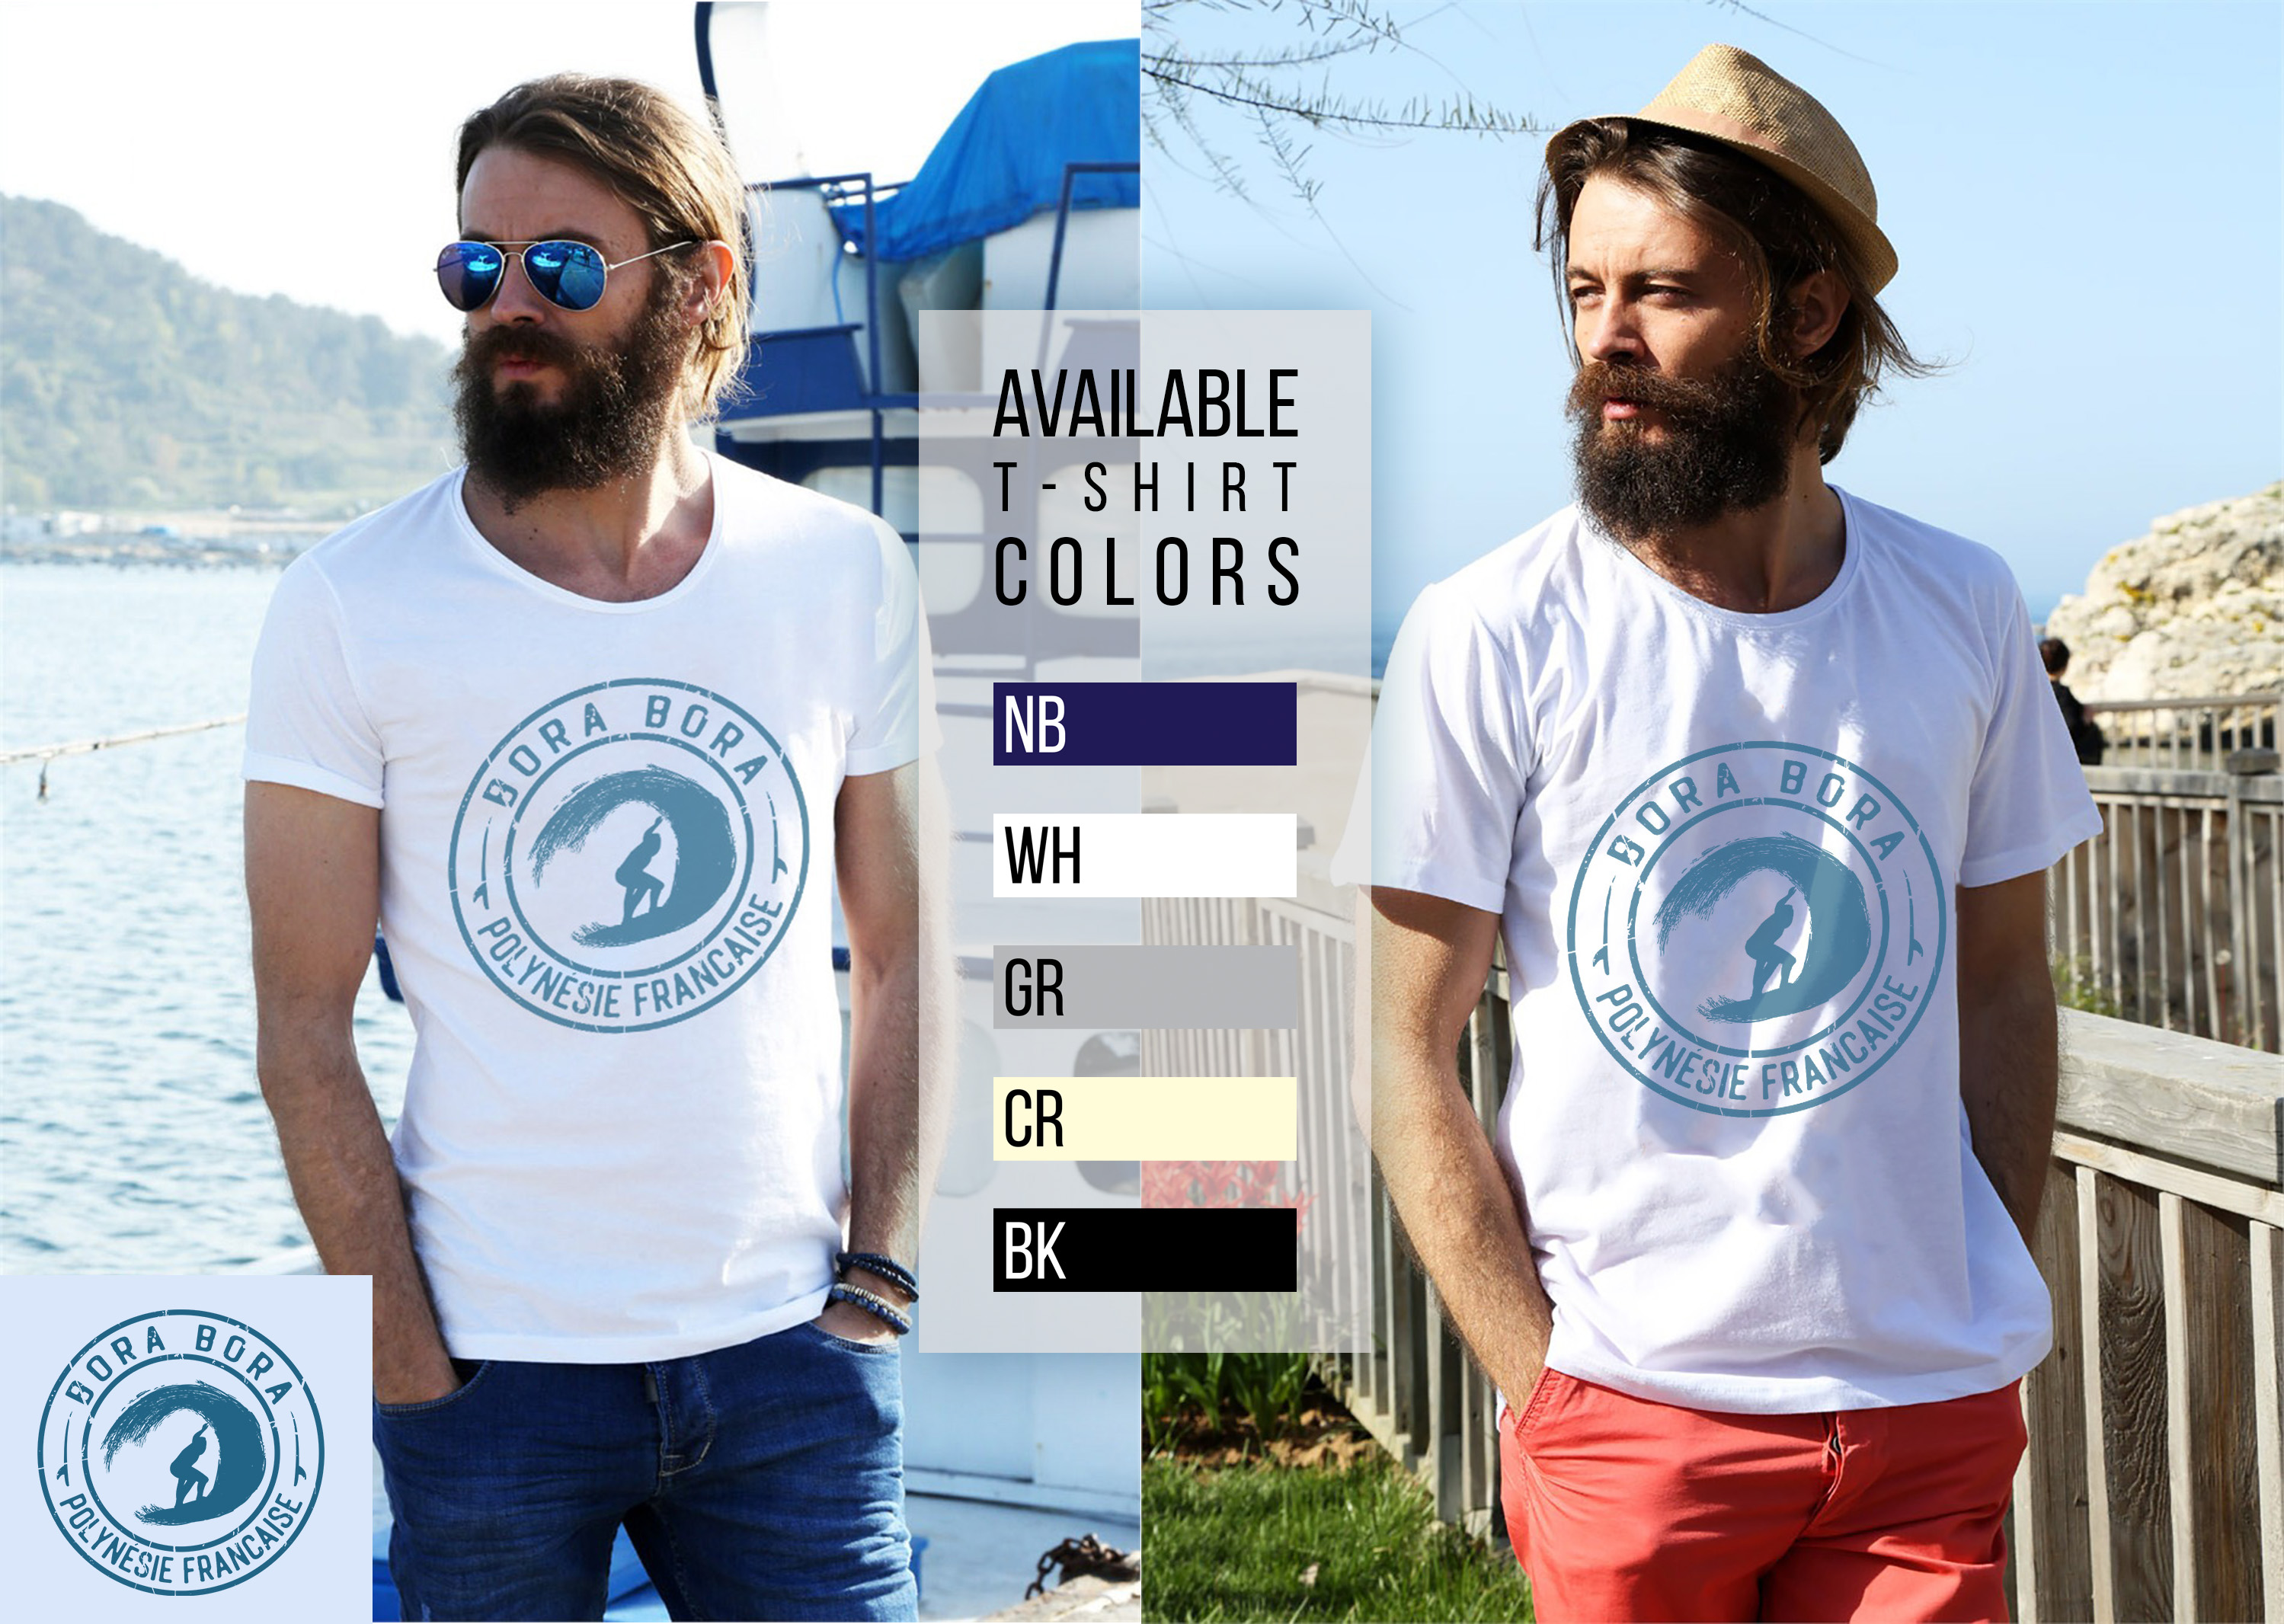 BORA BORA
POLYNÉSIE FRANCAISE
AVAILABLE
T-SHIRT
COLORS
NB
WH
GR
CR
BK
BORA BORA
POLYNÉSIE FRANCAISE
BORA BORA
POLYNÉSIE FRANCAISE